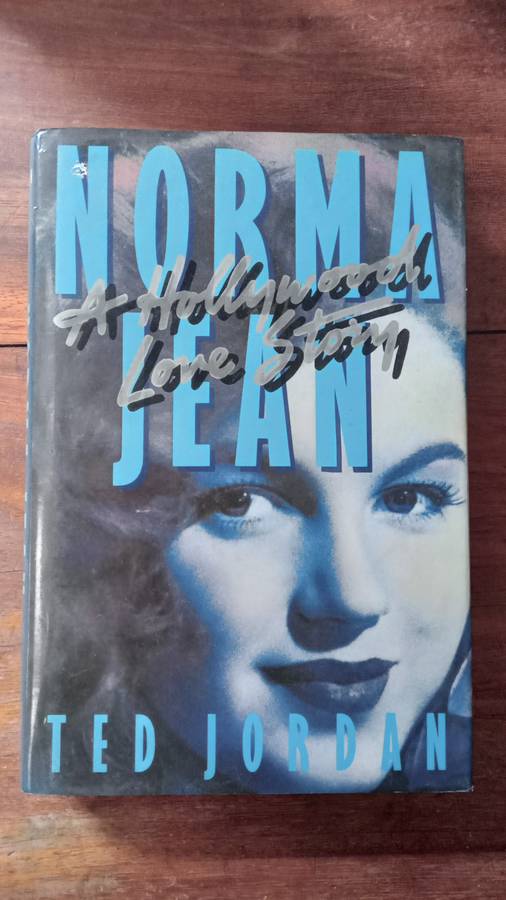 NORMA
A Hollywood
Love Story
JEAN
TED JORDAN